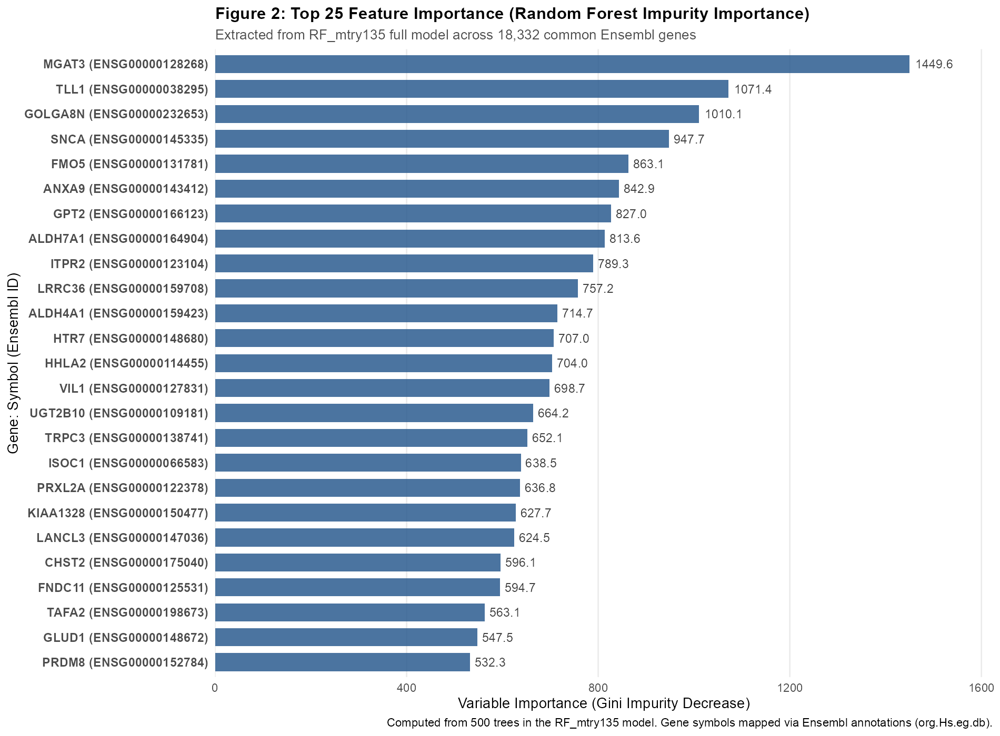 Figure 2: Top 25 Feature Importance (Random Forest Impurity Importance)
Extracted from RF_mtry135 full model across 18,332 common Ensembl genes
Gene: Symbol (Ensembl ID)
MGAT3 (ENSG00000128268) 1449.6
TLL1 (ENSG00000038295) 1071.4
GOLGA8N (ENSG00000232653) 1010.1
SNCA (ENSG00000145335) 947.7
FMO5 (ENSG00000131781) 863.1
ANXA9 (ENSG00000143412) 842.9
GPT2 (ENSG00000166123) 827.0
ALDH7A1 (ENSG00000164904) 813.6
ITPR2 (ENSG00000123104) 789.3
LRRC36 (ENSG00000159708) 757.2
ALDH4A1 (ENSG00000159423) 714.7
HTR7 (ENSG00000148680) 707.0
HHLA2 (ENSG00000114455) 704.0
VIL1 (ENSG00000127831) 698.7
UGT2B10 (ENSG00000109181) 664.2
TRPC3 (ENSG00000138741) 652.1
ISOC1 (ENSG00000066583) 638.5
PRXL2A (ENSG00000122378) 636.8
KIAA1328 (ENSG00000150477) 627.7
LANCL3 (ENSG00000147036) 624.5
CHST2 (ENSG00000175040) 596.1
FNDC11 (ENSG00000125531) 594.7
TAFA2 (ENSG00000198673) 563.1
GLUD1 (ENSG00000148672) 547.5
PRDM8 (ENSG00000152784) 532.3
0 400 800 1200 1600
Variable Importance (Gini Impurity Decrease)
Computed from 500 trees in the RF_mtry135 model. Gene symbols mapped via Ensembl annotations (org.Hs.eg.db).